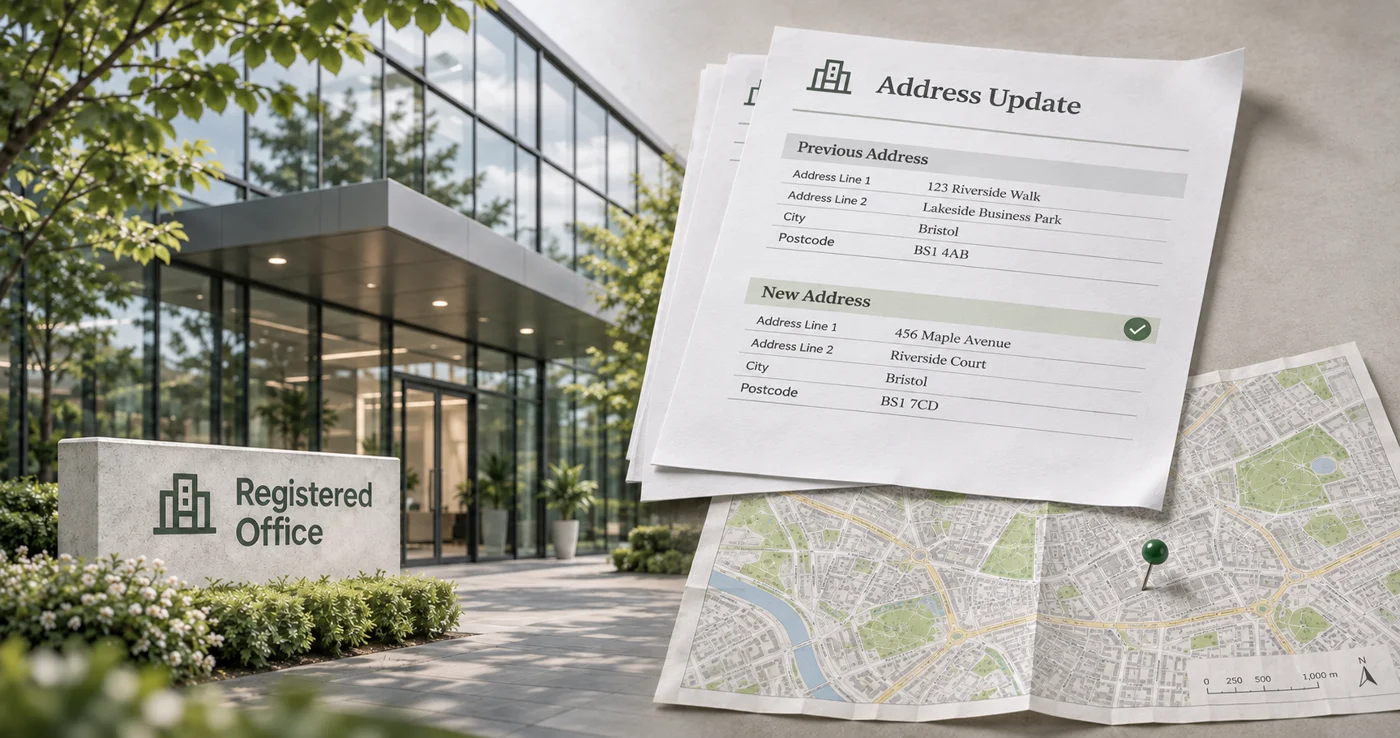 Registered
Office
Address Update
Previous Address
Address Line 1 123 Riverside Walk
Address Line 2 Lakeside Business Park
City Bristol
Postcode BS1 4AB
New Address
Address Line 1 456 Maple Avenue
Address Line 2 Riverside Court
City Bristol
Postcode BS1 7CD
N
0 250 500 1,000 m